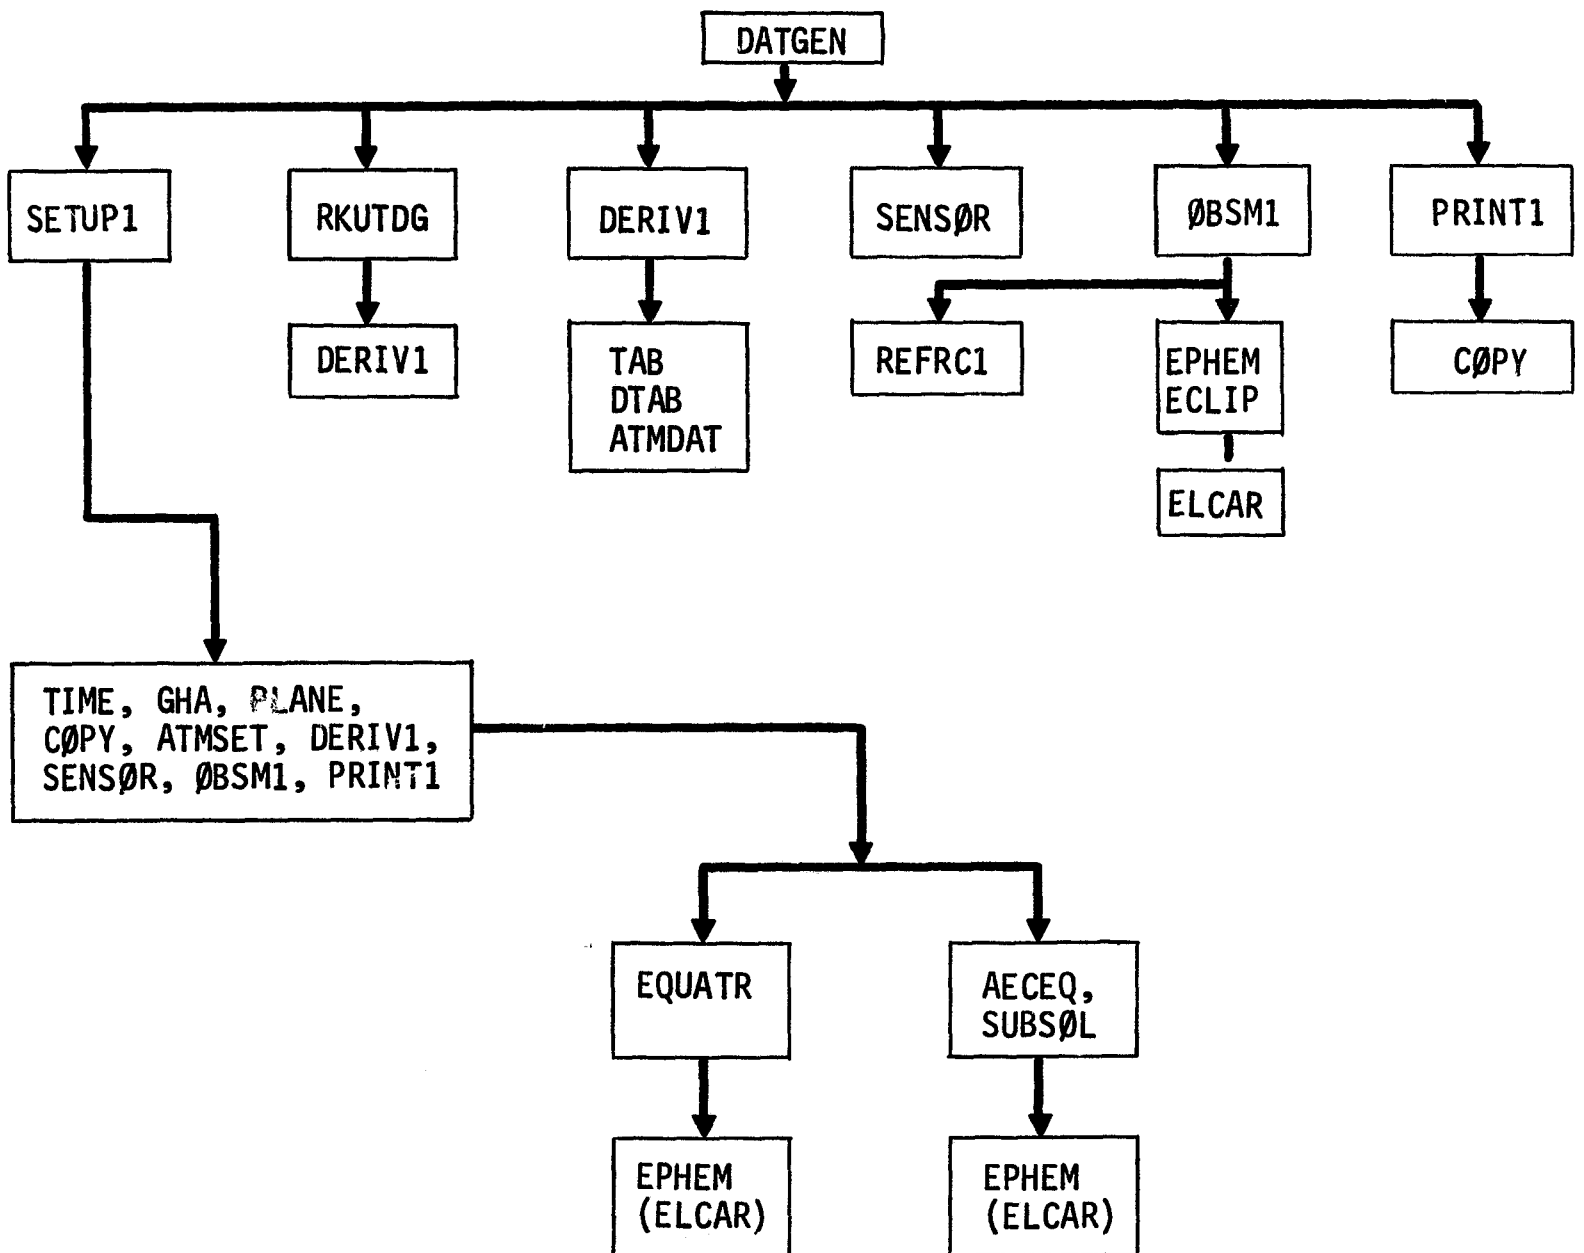 DATGEN
SETUP1
RKUTDG
DERIV1
SENSØR
ØBSM1
PRINT1
DERIV1
TAB
DTAB
ATMDAT
REFRC1
EPHEM
ECLIP
CØPY
ELCAR
TIME, GHA, PLANE,
CØPY, ATMSET, DERIV1,
SENSØR, ØBSM1, PRINT1
EQUATR
AECEQ,
SUBSØL
EPHEM
(ELCAR)
EPHEM
(ELCAR)